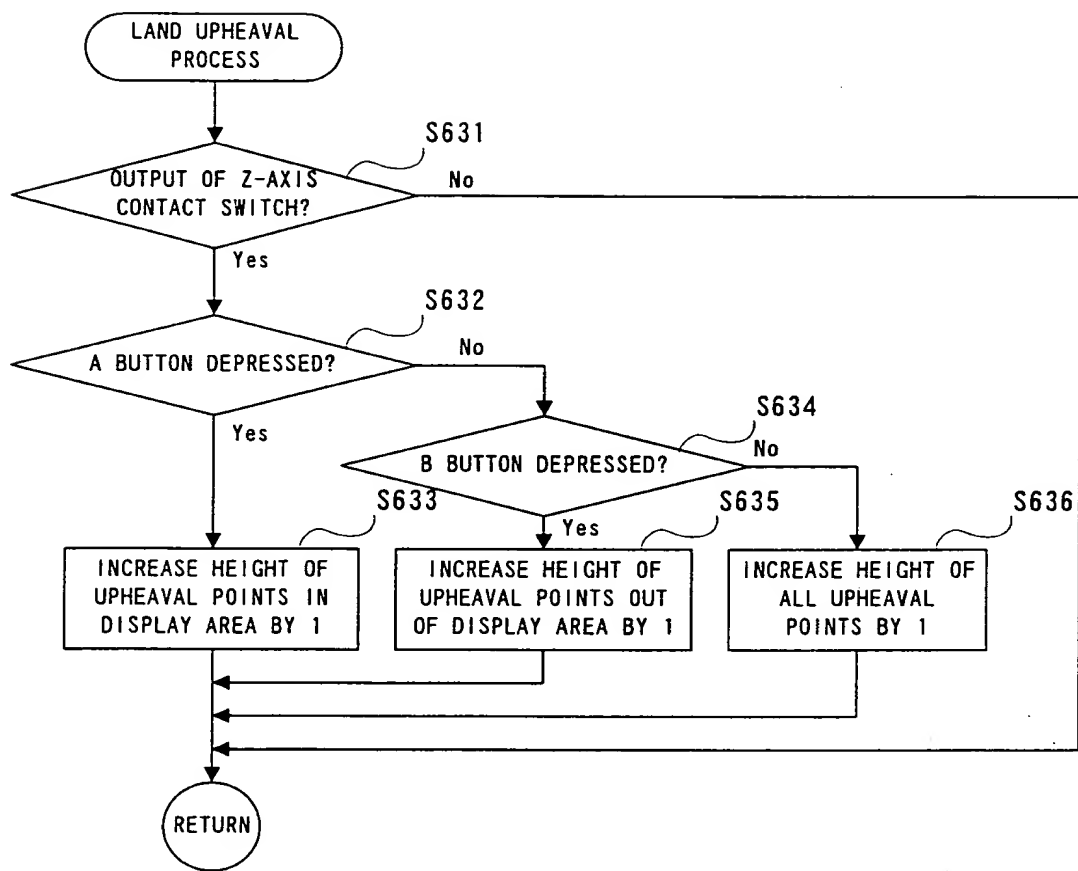 LAND UPHEAVAL
PROCESS
S631
OUTPUT OF Z-AXIS
CONTACT SWITCH?
No
Yes
S632
A BUTTON DEPRESSED?
No
Yes
S634
B BUTTON DEPRESSED?
No
Yes
S633
INCREASE HEIGHT OF
UPHEAVAL POINTS IN
DISPLAY AREA BY 1
S635
INCREASE HEIGHT OF
UPHEAVAL POINTS OUT
OF DISPLAY AREA BY 1
S636
INCREASE HEIGHT OF
ALL UPHEAVAL
POINTS BY 1
RETURN